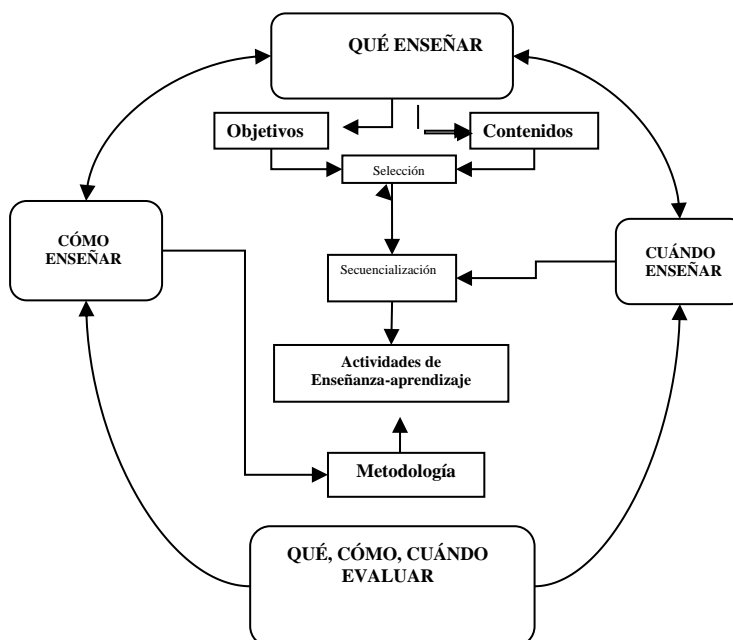 QUÉ ENSEÑAR
Objetivos
Contenidos
Selección
CÓMO
ENSEÑAR
CUÁNDO
ENSEÑAR
Secuencialización
Actividades de
Enseñanza-aprendizaje
Metodología
QUÉ, CÓMO, CUÁNDO
EVALUAR